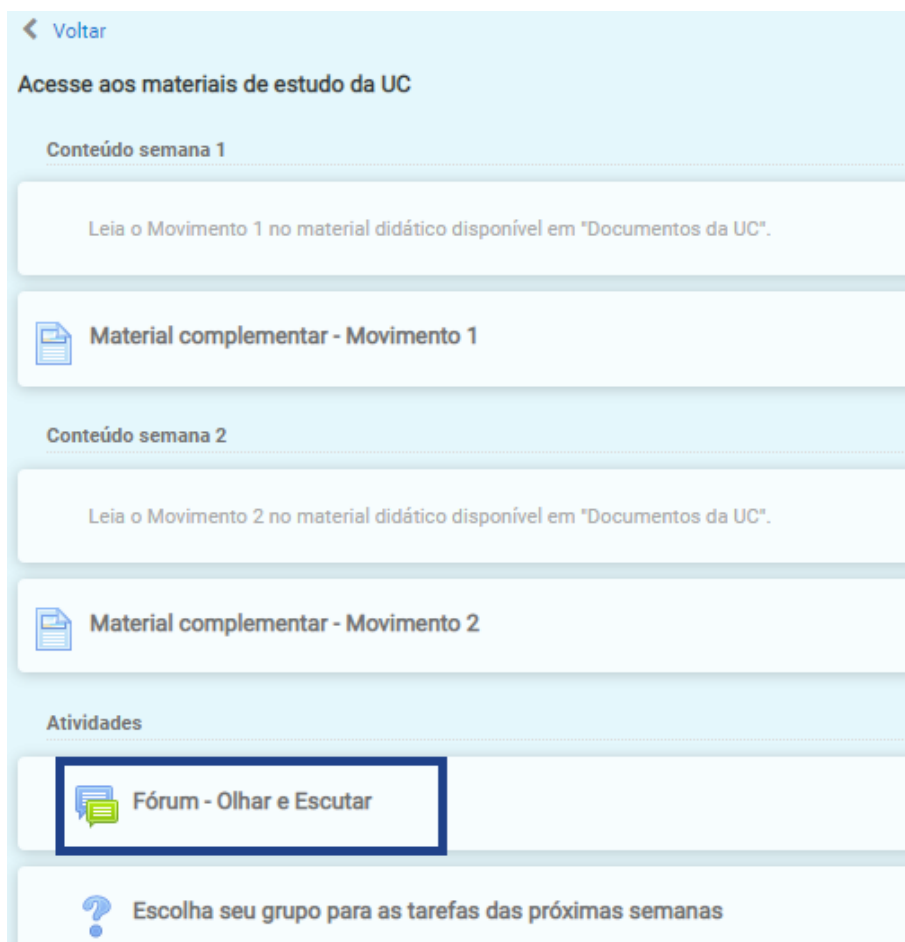 Voltar
Acesse aos materiais de estudo da UC
Conteúdo semana 1
Leia o Movimento 1 no material didático disponível em "Documentos da UC".
Material complementar - Movimento 1
Conteúdo semana 2
Leia o Movimento 2 no material didático disponível em "Documentos da UC".
Material complementar - Movimento 2
Atividades
Fórum - Olhar e Escutar
Escolha seu grupo para as tarefas das próximas semanas